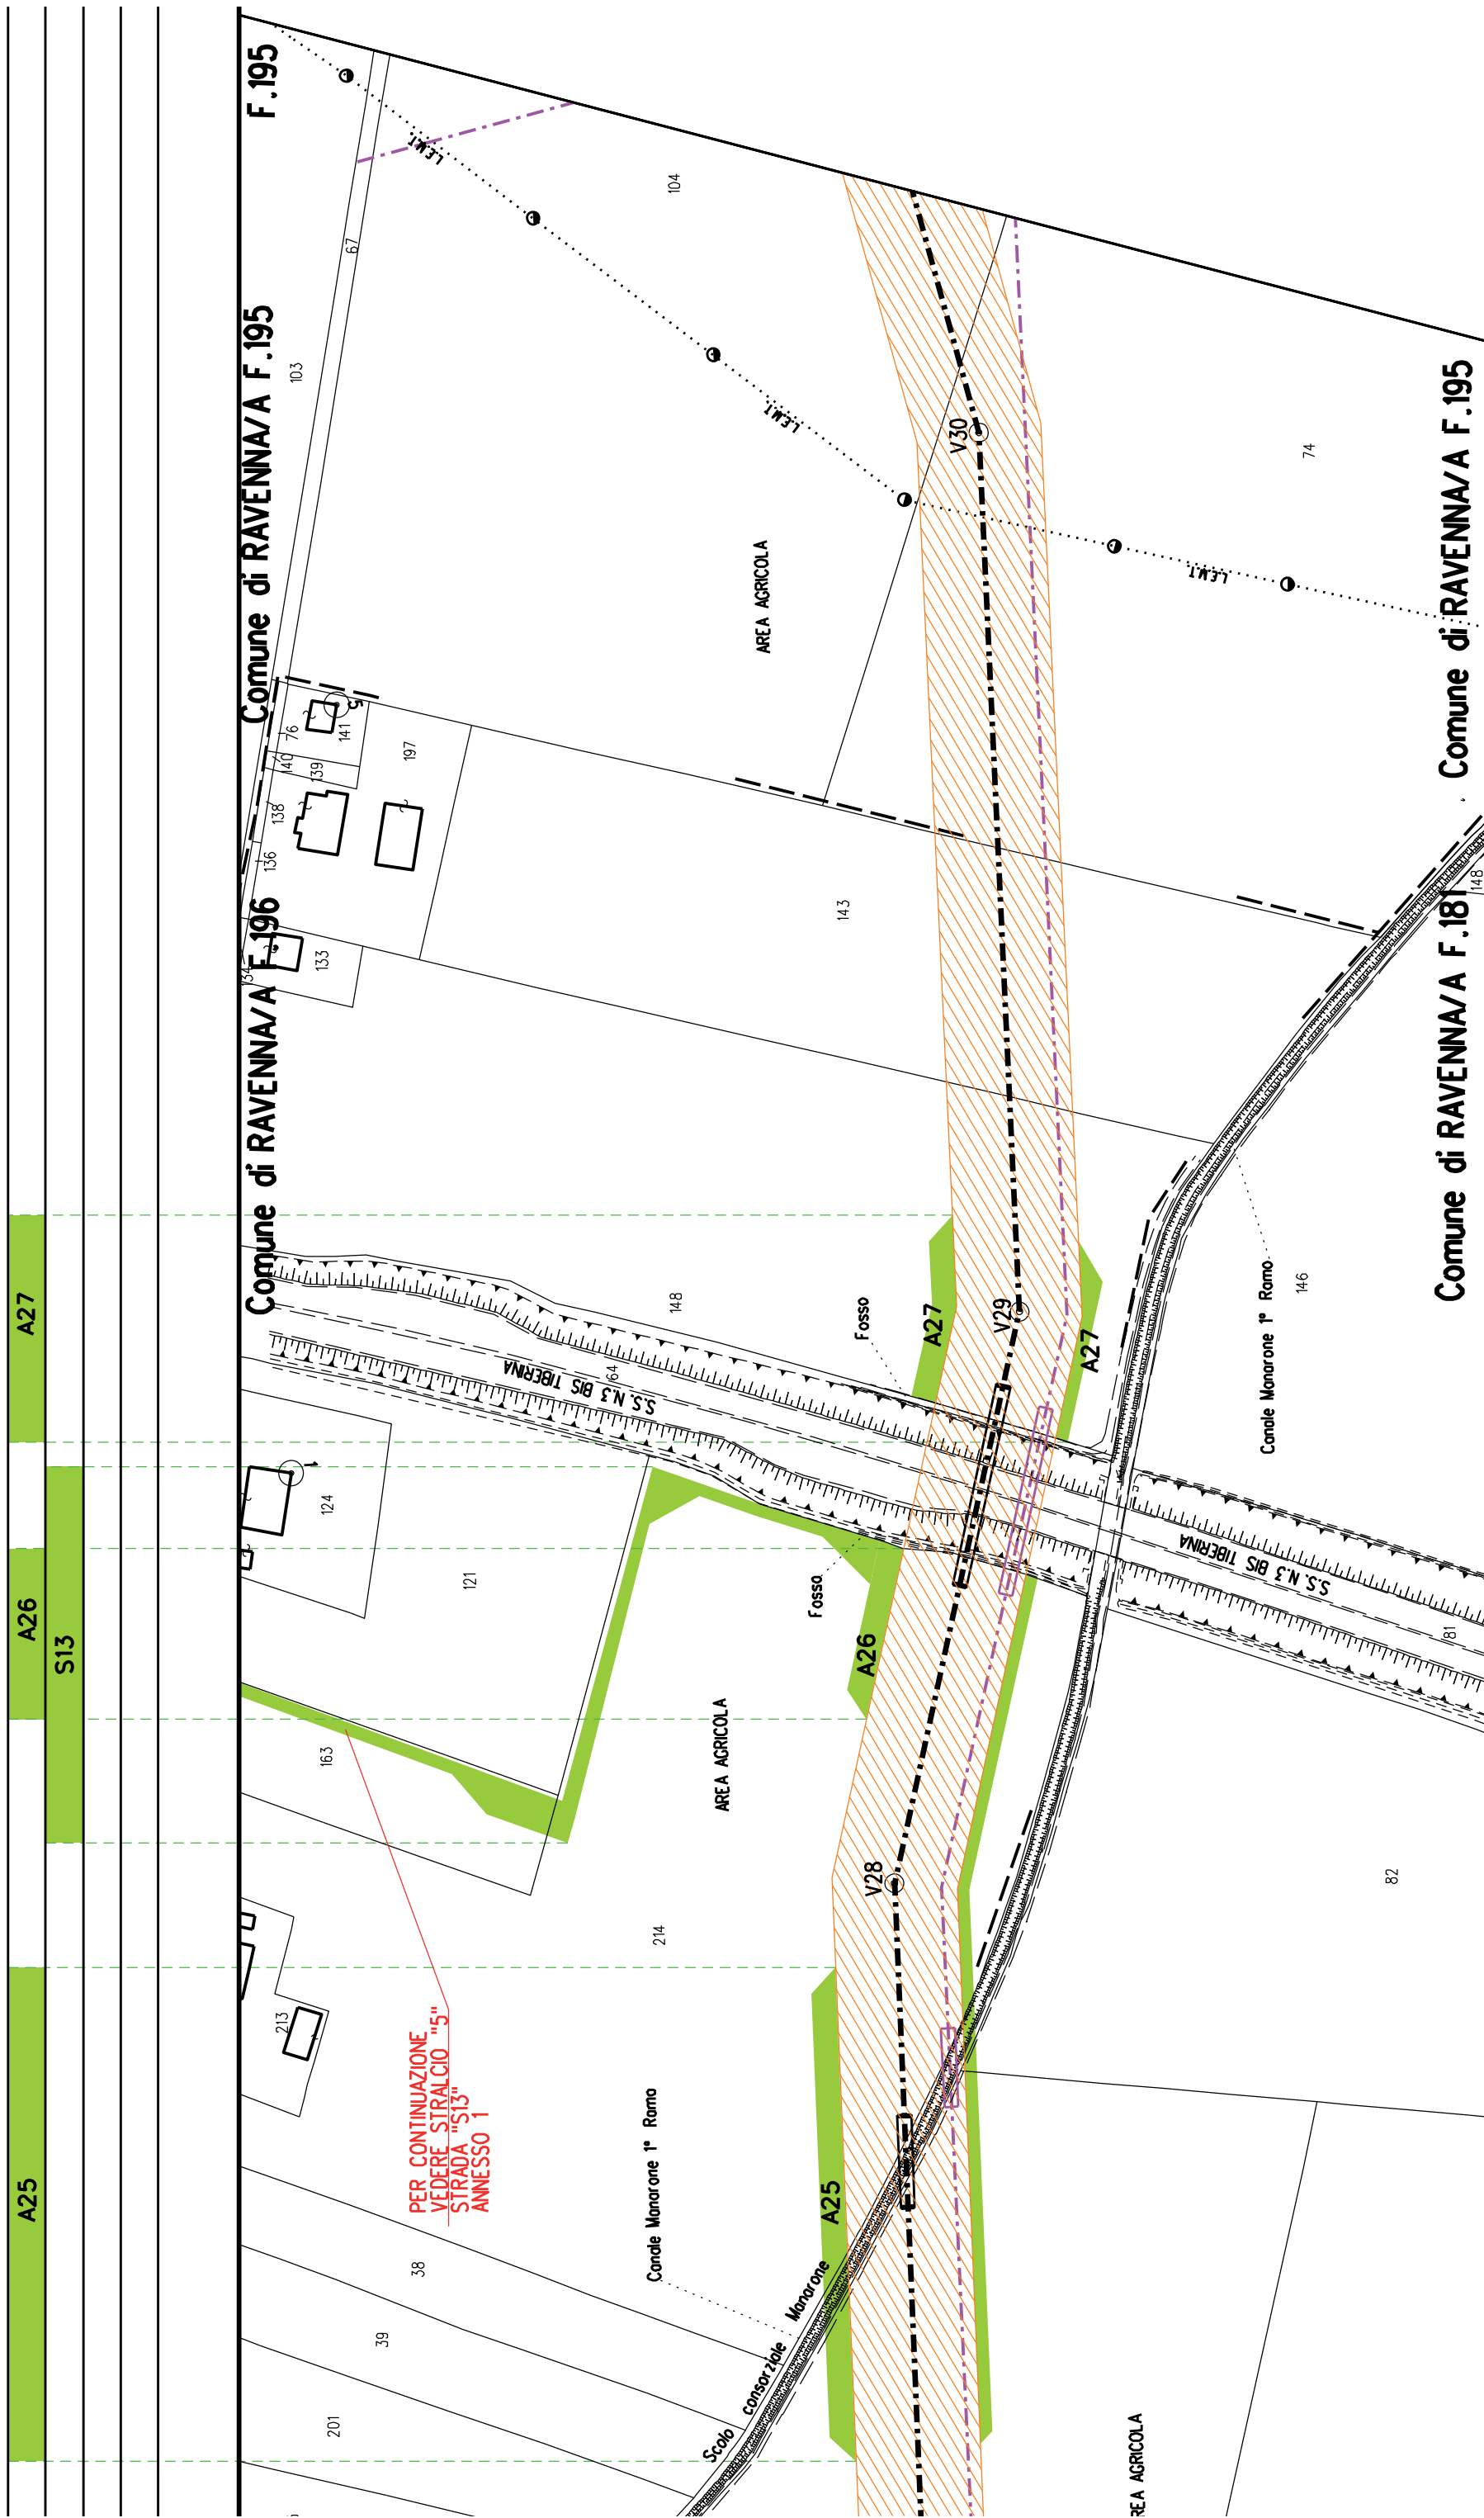 F.195
Comune di RAVENNA/A F.195
Comune di RAVENNA/A F.196
Comune di RAVENNA/A F.195
Comune di RAVENNA/A F.181
A27
A26
S13
A25
103
67
104
L.E.M.T.
L.E.M.T.
L.E.M.T.
V30
74
AREA AGRICOLA
5
76
141
140
139
197
138
136
133
134
143
148
148
146
Canale Manarone 1° Ramo
Fosso
A27
V29
A27
S.S. N.3 BIS TIBERINA
64
S.S. N.3 BIS TIBERINA
81
1
124
121
Fosso
A26
AREA AGRICOLA
163
V28
82
214
213
PER CONTINUAZIONE
VEDERE STRALCIO "5"
STRADA "S13"
ANNESSO 1
Canale Manarone 1° Ramo
A25
Scolo consorziale Manarone
38
39
201
REA AGRICOLA